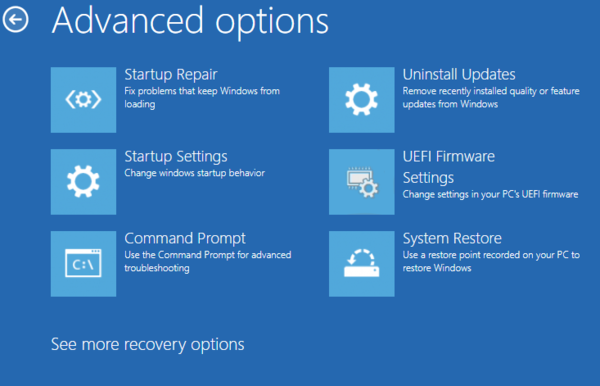 Advanced options
Startup Repair
Fix problems that keep Windows from
loading
Uninstall Updates
Remove recently installed quality or feature
updates from Windows
Startup Settings
Change windows startup behavior
UEFI Firmware
Settings
Change settings in your PC's UEFI firmware
Command Prompt
Use the Command Prompt for advanced
troubleshooting
C:\
System Restore
Use a restore point recorded on your PC to
restore Windows
See more recovery options